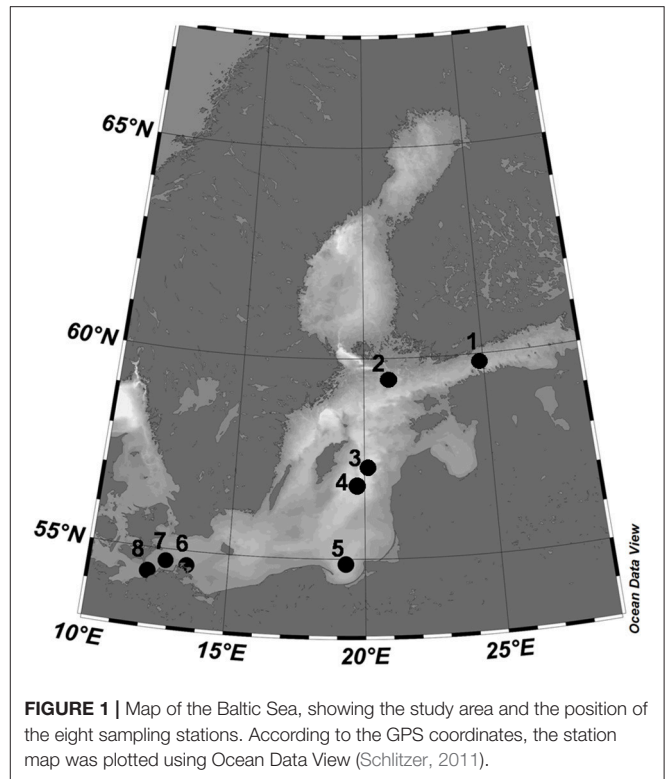 65°N
60°N
1
2
3
4
55°N
5
6
7
8
10°E
15°E
20°E
25°E
Ocean Data View
FIGURE 1 | Map of the Baltic Sea, showing the study area and the position of
the eight sampling stations. According to the GPS coordinates, the station
map was plotted using Ocean Data View (Schlitzer, 2011).